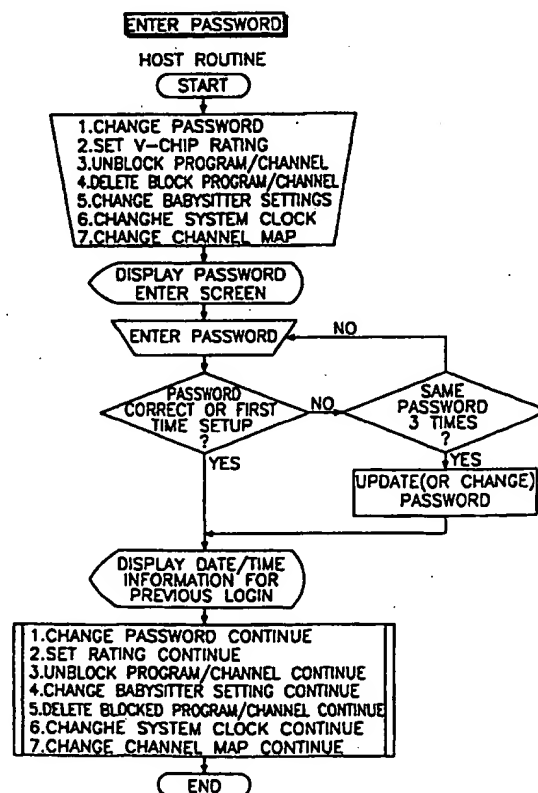 ENTER PASSWORD
HOST ROUTINE
START
1.CHANGE PASSWORD
2.SET V-CHIP RATING
3.UNBLOCK PROGRAM/CHANNEL
4.DELETE BLOCK PROGRAM/CHANNEL
5.CHANGE BABYSITTER SETTINGS
6.CHANGHE SYSTEM CLOCK
7.CHANGE CHANNEL MAP
DISPLAY PASSWORD
ENTER SCREEN
ENTER PASSWORD
NO
PASSWORD
CORRECT OR FIRST
TIME SETUP
?
NO
YES
SAME
PASSWORD
3 TIMES
?
YES
UPDATE(OR CHANGE)
PASSWORD
DISPLAY DATE/TIME
INFORMATION FOR
PREVIOUS LOGIN
1.CHANGE PASSWORD CONTINUE
2.SET RATING CONTINUE
3.UNBLOCK PROGRAM/CHANNEL CONTINUE
4.CHANGE BABYSITTER SETTING CONTINUE
5.DELETE BLOCKED PROGRAM/CHANNEL CONTINUE
6.CHANGHE SYSTEM CLOCK CONTINUE
7.CHANGE CHANNEL MAP CONTINUE
END